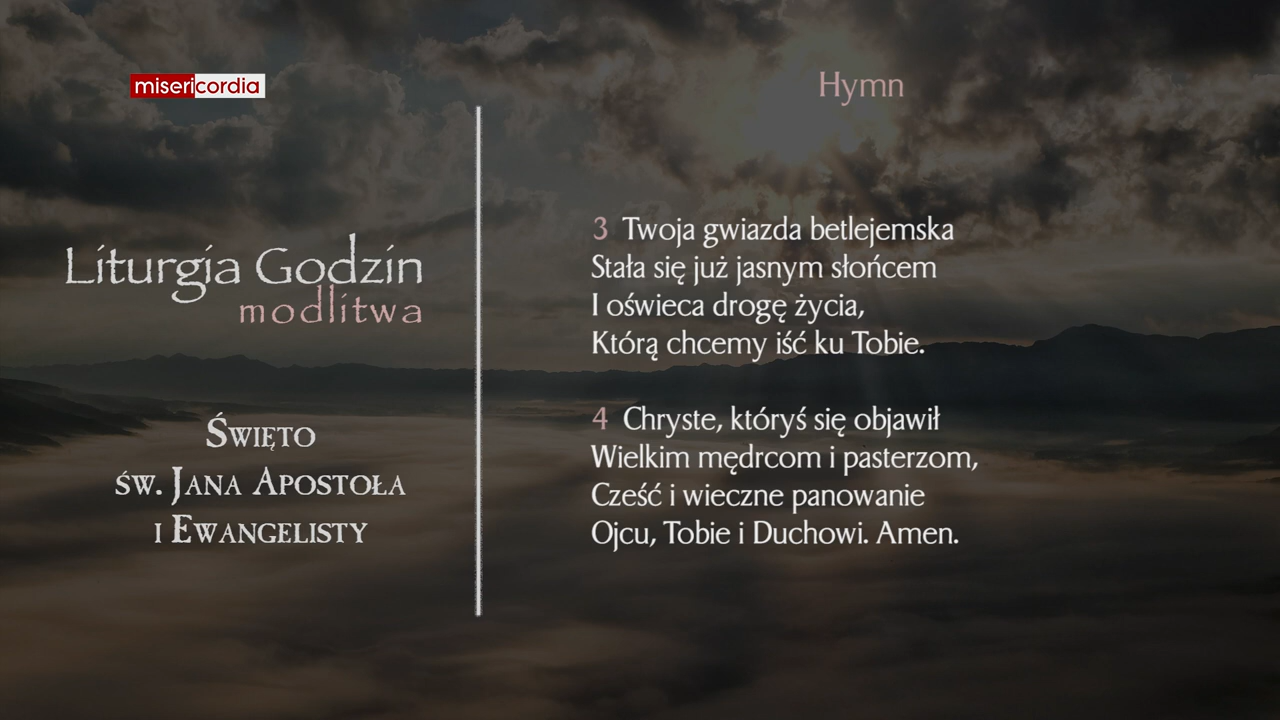 misericordia
Liturgia Godzin
modlitwa
Święto
św. Jana Apostoła
i Ewangelisty
Hymn
3 Twoja gwiazda betlejemska
Stała się już jasnym słońcem
I oświeca drogę życia,
Którą chcemy iść ku Tobie.
4 Chryste, któryś się objawił
Wielkim mędrcom i pasterzom,
Cześć i wieczne panowanie
Ojcu, Tobie i Duchowi. Amen.